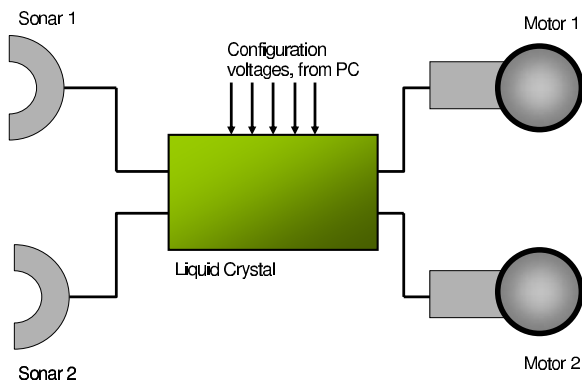 Sonar 1
Motor 1
Configuration
voltages, from PC
Liquid Crystal
Sonar 2
Motor 2